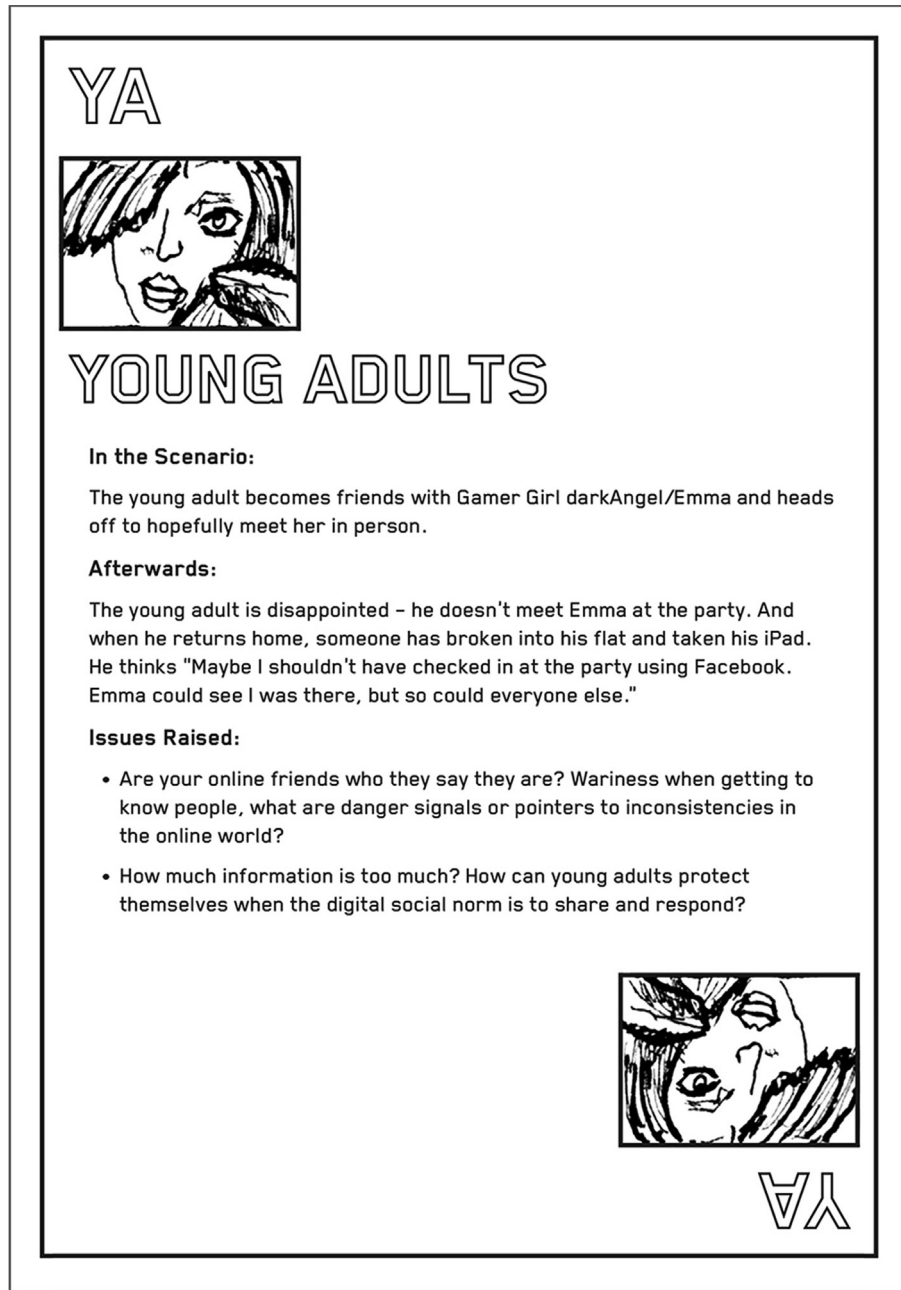 YA
YOUNG ADULTS
In the Scenario:
The young adult becomes friends with Gamer Girl darkAngel/Emma and heads
off to hopefully meet her in person.
Afterwards:
The young adult is disappointed – he doesn't meet Emma at the party. And
when he returns home, someone has broken into his flat and taken his iPad.
He thinks "Maybe I shouldn't have checked in at the party using Facebook.
Emma could see I was there, but so could everyone else."
Issues Raised:
• Are your online friends who they say they are? Wariness when getting to
know people, what are danger signals or pointers to inconsistencies in
the online world?
• How much information is too much? How can young adults protect
themselves when the digital social norm is to share and respond?
YA